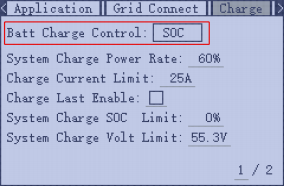 Application | Grid Connect | Charge
Batt Charge Control: SOC
System Charge Power Rate: 60%
Charge Current Limit: 25A
Charge Last Enable:
System Charge SOC Limit: 0%
System Charge Volt Limit: 55.3V
1 / 2